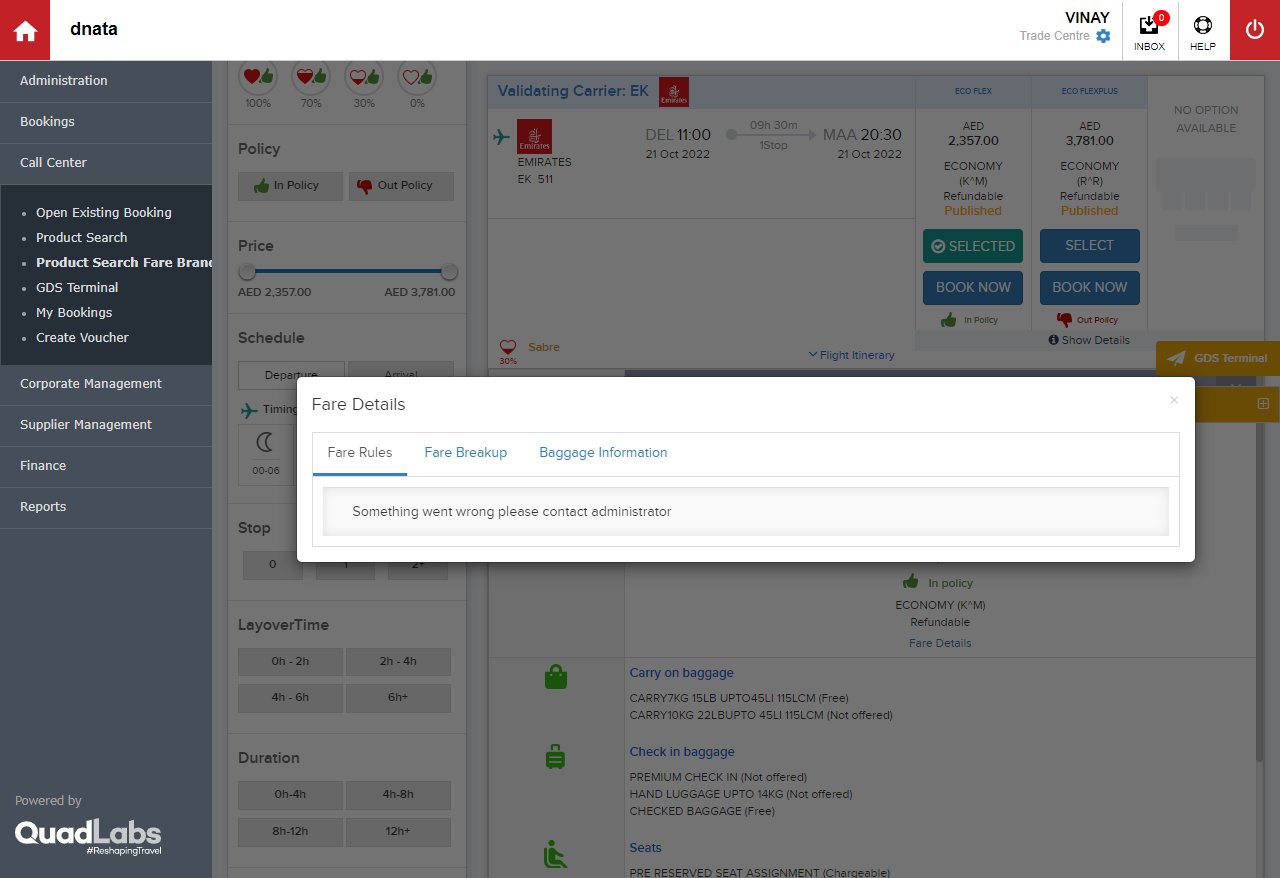 dnata
VINAY
Trade Centre
0
INBOX
HELP
Administration
Bookings
Call Center
Open Existing Booking
Product Search
Product Search Fare Bran
GDS Terminal
My Bookings
Create Voucher
Corporate Management
Supplier Management
Finance
Reports
Powered by
QuadLabs
#ReshapingTravel
100% 70% 30% 0%
Policy
In Policy Out Policy
Price
AED 2,357.00 AED 3,781.00
Schedule
Departure Arrival
Timing
00-06
Stop
0 1 2+
LayoverTime
0h - 2h 2h - 4h
4h - 6h 6h+
Duration
0h-4h 4h-8h
8h-12h 12h+
Validating Carrier: EK
Emirates
Emirates
EMIRATES
EK 511
DEL 11:00
21 Oct 2022
09h 30m
1Stop
MAA 20:30
21 Oct 2022
30%
Sabre
Flight Itinerary
ECO FLEX
AED
2,357.00
ECONOMY
(K^M)
Refundable
Published
SELECTED
BOOK NOW
In Policy
ECO FLEXPLUS
AED
3,781.00
ECONOMY
(R^R)
Refundable
Published
SELECT
BOOK NOW
Out Policy
Show Details
NO OPTION
AVAILABLE
GDS Terminal
Fare Details
×
Fare Rules Fare Breakup Baggage Information
Something went wrong please contact administrator
In policy
ECONOMY (K^M)
Refundable
Fare Details
Carry on baggage
CARRY7KG 15LB UPTO45LI 115LCM (Free)
CARRY10KG 22LBUPTO 45LI 115LCM (Not offered)
Check in baggage
PREMIUM CHECK IN (Not offered)
HAND LUGGAGE UPTO 14KG (Not offered)
CHECKED BAGGAGE (Free)
Seats
PRE RESERVED SEAT ASSIGNMENT (Chargeable)